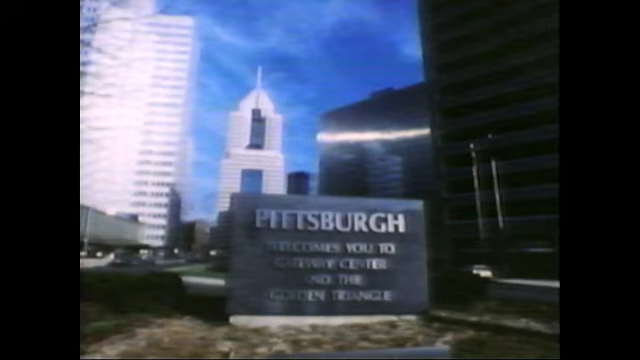 PITTSBURGH
WELCOMES YOU TO
GATEWAY CENTER
AND THE
GOLDEN TRIANGLE